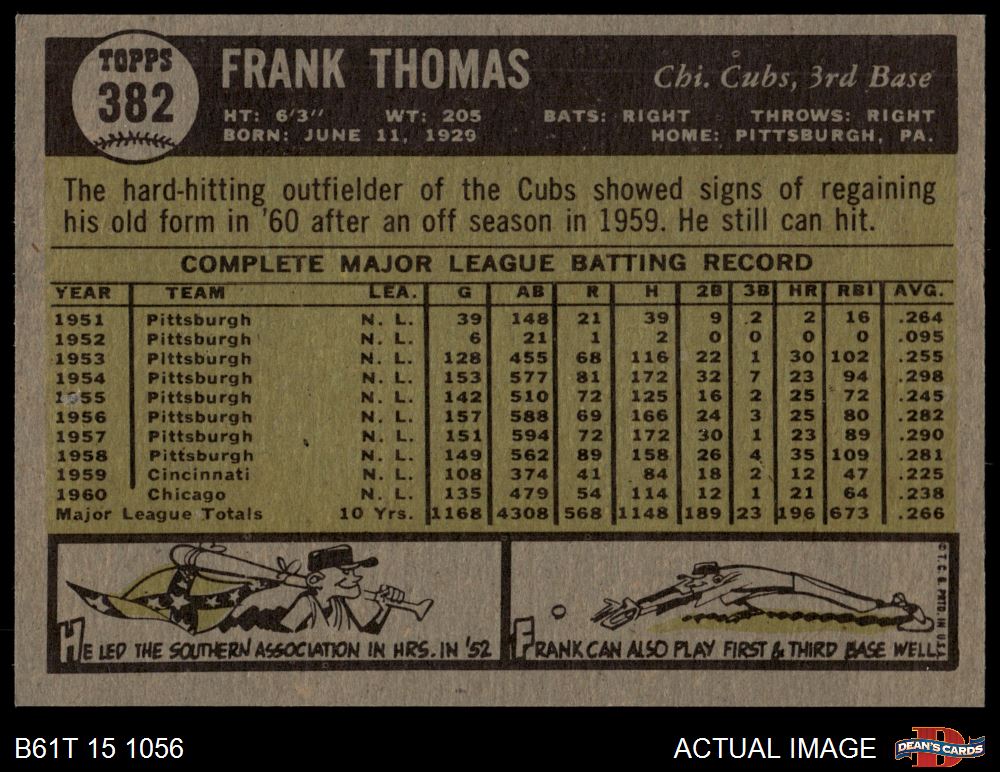 TOPPS
382
FRANK THOMAS
Chi. Cubs, 3rd Base
HT: 6'3" WT: 205 BATS: RIGHT THROWS: RIGHT
BORN: JUNE 11, 1929 HOME: PITTSBURGH, PA.
The hard-hitting outfielder of the Cubs showed signs of regaining
his old form in '60 after an off season in 1959. He still can hit.
COMPLETE MAJOR LEAGUE BATTING RECORD
YEAR TEAM LEA. G AB R H 2B 3B HR RBI AVG.
1951 Pittsburgh N. L. 39 148 21 39 9 2 2 16 .264
1952 Pittsburgh N. L. 6 21 1 2 0 0 0 0 .095
1953 Pittsburgh N. L. 128 455 68 116 22 1 30 102 .255
1954 Pittsburgh N. L. 153 577 81 172 32 7 23 94 .298
1955 Pittsburgh N. L. 142 510 72 125 16 2 25 72 .245
1956 Pittsburgh N. L. 157 588 69 166 24 3 25 80 .282
1957 Pittsburgh N. L. 151 594 72 172 30 1 23 89 .290
1958 Pittsburgh N. L. 149 562 89 158 26 4 35 109 .281
1959 Cincinnati N. L. 108 374 41 84 18 2 12 47 .225
1960 Chicago N. L. 135 479 54 114 12 1 21 64 .238
Major League Totals 10 Yrs. 1168 4308 568 1148 189 23 196 673 .266
HE LED THE SOUTHERN ASSOCIATION IN HRS. IN '52
FRANK CAN ALSO PLAY FIRST & THIRD BASE WELL.
© T. C. G. PRTD. IN U.S.A.
B61T 15 1056
ACTUAL IMAGE
D
DEAN'S CARDS